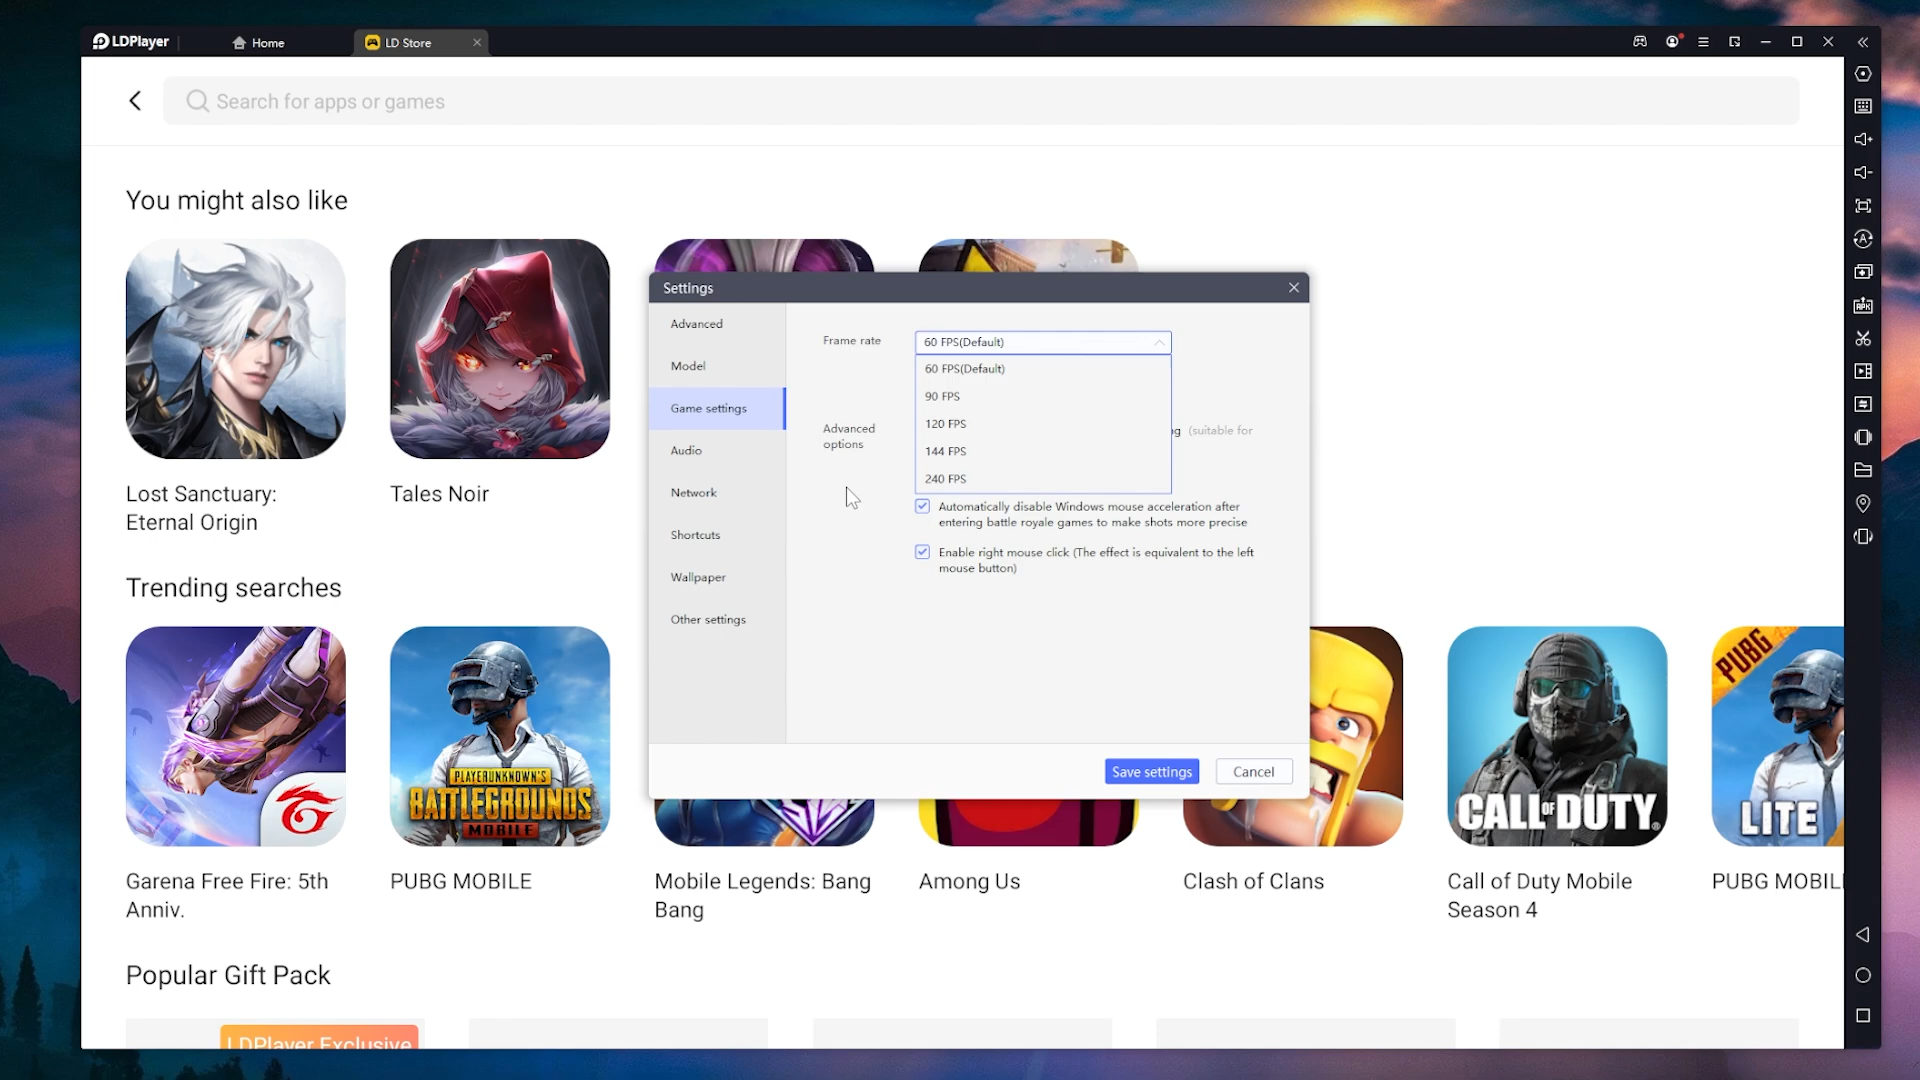 LDPlayer
Home
LD Store
Search for apps or games
You might also like
Lost Sanctuary:
Eternal Origin
Tales Noir
Settings
Advanced
Model
Game settings
Audio
Network
Shortcuts
Wallpaper
Other settings
Frame rate
60 FPS(Default)
60 FPS(Default)
90 FPS
120 FPS
144 FPS
240 FPS
Advanced
options
(suitable for
Automatically disable Windows mouse acceleration after
entering battle royale games to make shots more precise
Enable right mouse click (The effect is equivalent to the left
mouse button)
Save settings
Cancel
Trending searches
PLAYERUNKNOWN'S
BATTLEGROUNDS
MOBILE
CALL OF DUTY
PUBG
LITE
Garena Free Fire: 5th
Anniv.
PUBG MOBILE
Mobile Legends: Bang
Bang
Among Us
Clash of Clans
Call of Duty Mobile
Season 4
PUBG MOBIL
Popular Gift Pack
LDPlayer Exclusive
APK